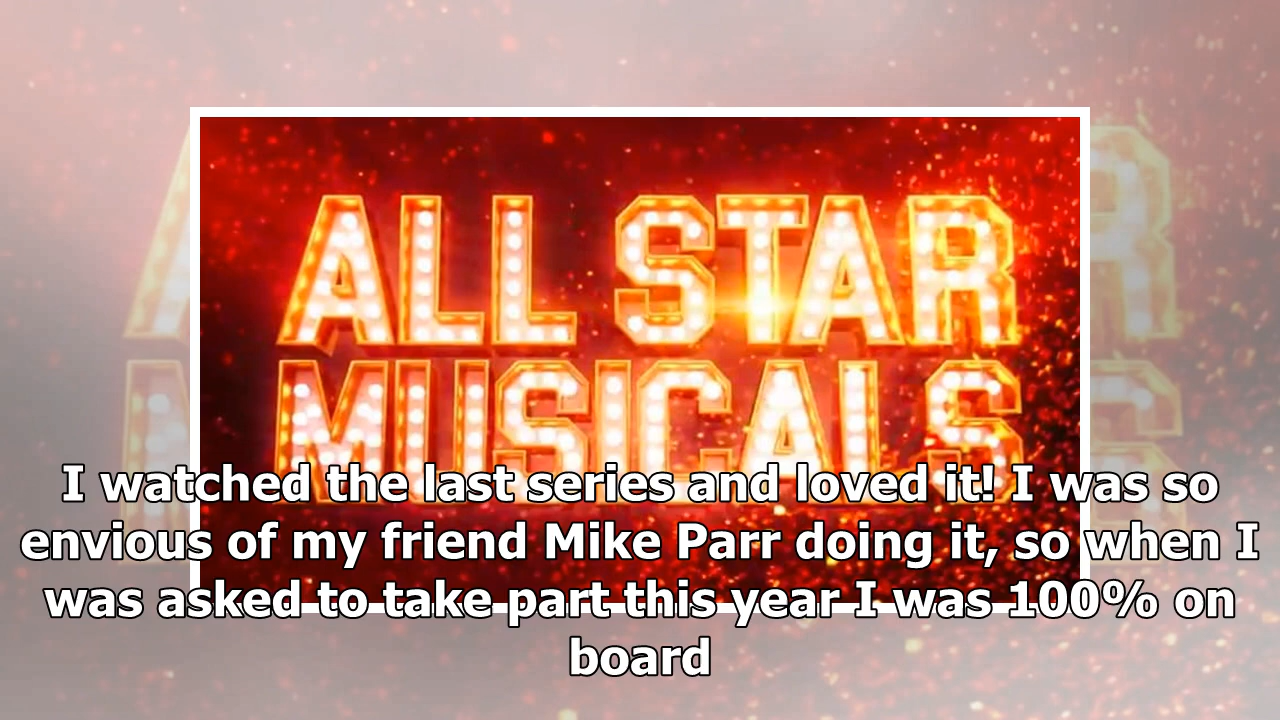 ALL STAR
MUSICALS
I watched the last series and loved it! I was so
envious of my friend Mike Parr doing it, so when I
was asked to take part this year I was 100% on
board